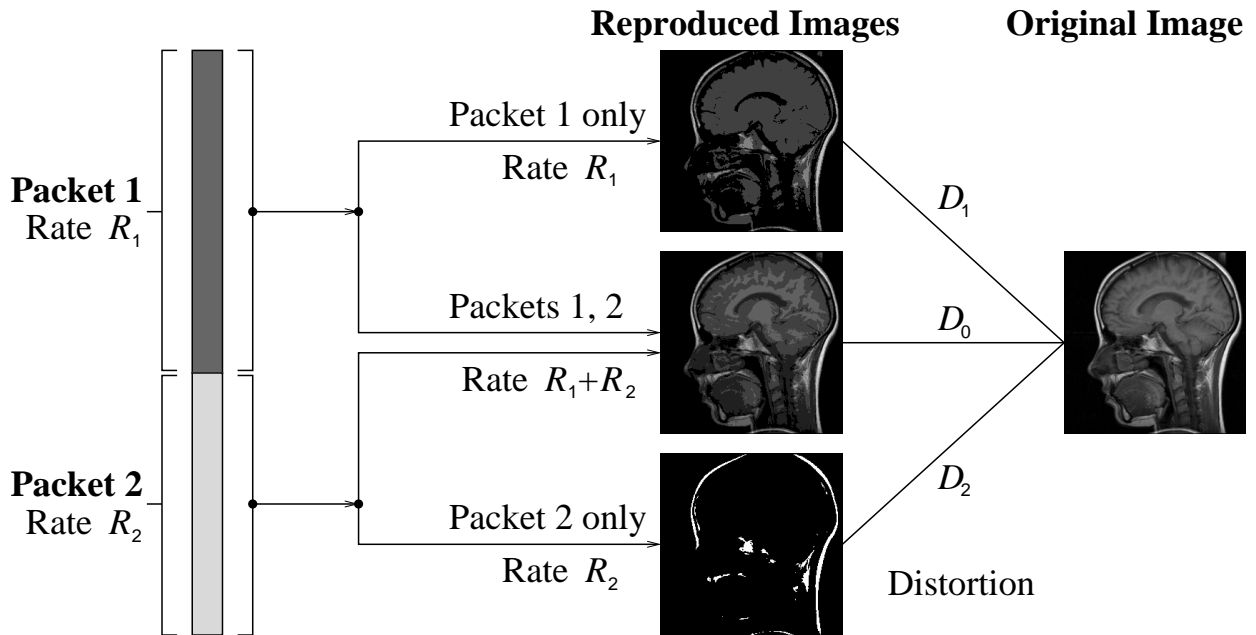 Reproduced Images
Original Image
Packet 1 only
Rate R₁
Packet 1
Rate R₁
D₁
Packets 1, 2
D₀
Rate R₁+R₂
Packet 2
Rate R₂
Packet 2 only
Rate R₂
D₂
Distortion